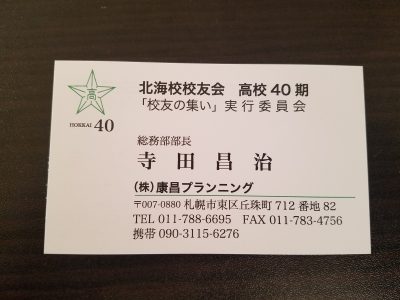 北海校校友会 高校40期
「校友の集い」実行委員会
高
HOKKAI 40
総務部部長
寺田昌治
(株)康昌プランニング
〒007-0880 札幌市東区丘珠町712番地82
TEL 011-788-6695 FAX 011-783-4756
携帯 090-3115-6276